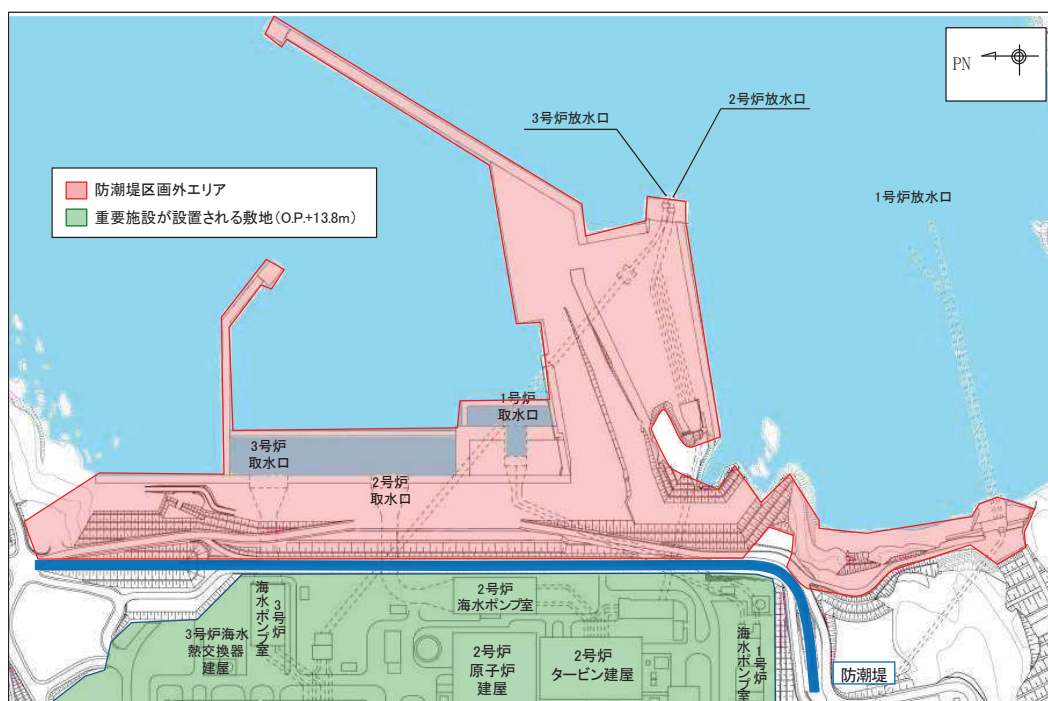 PN
2号炉放水口
3号炉放水口
防潮堤区画外エリア
重要施設が設置される敷地(O.P.+13.8m)
1号炉放水口
1号炉
取水口
3号炉
取水口
2号炉
取水口
3号炉
海水ポンプ室
2号炉
海水ポンプ室
3号炉海水
熱交換器
建屋
2号炉
原子炉
建屋
2号炉
タービン建屋
1号炉
海水ポンプ室
防潮堤